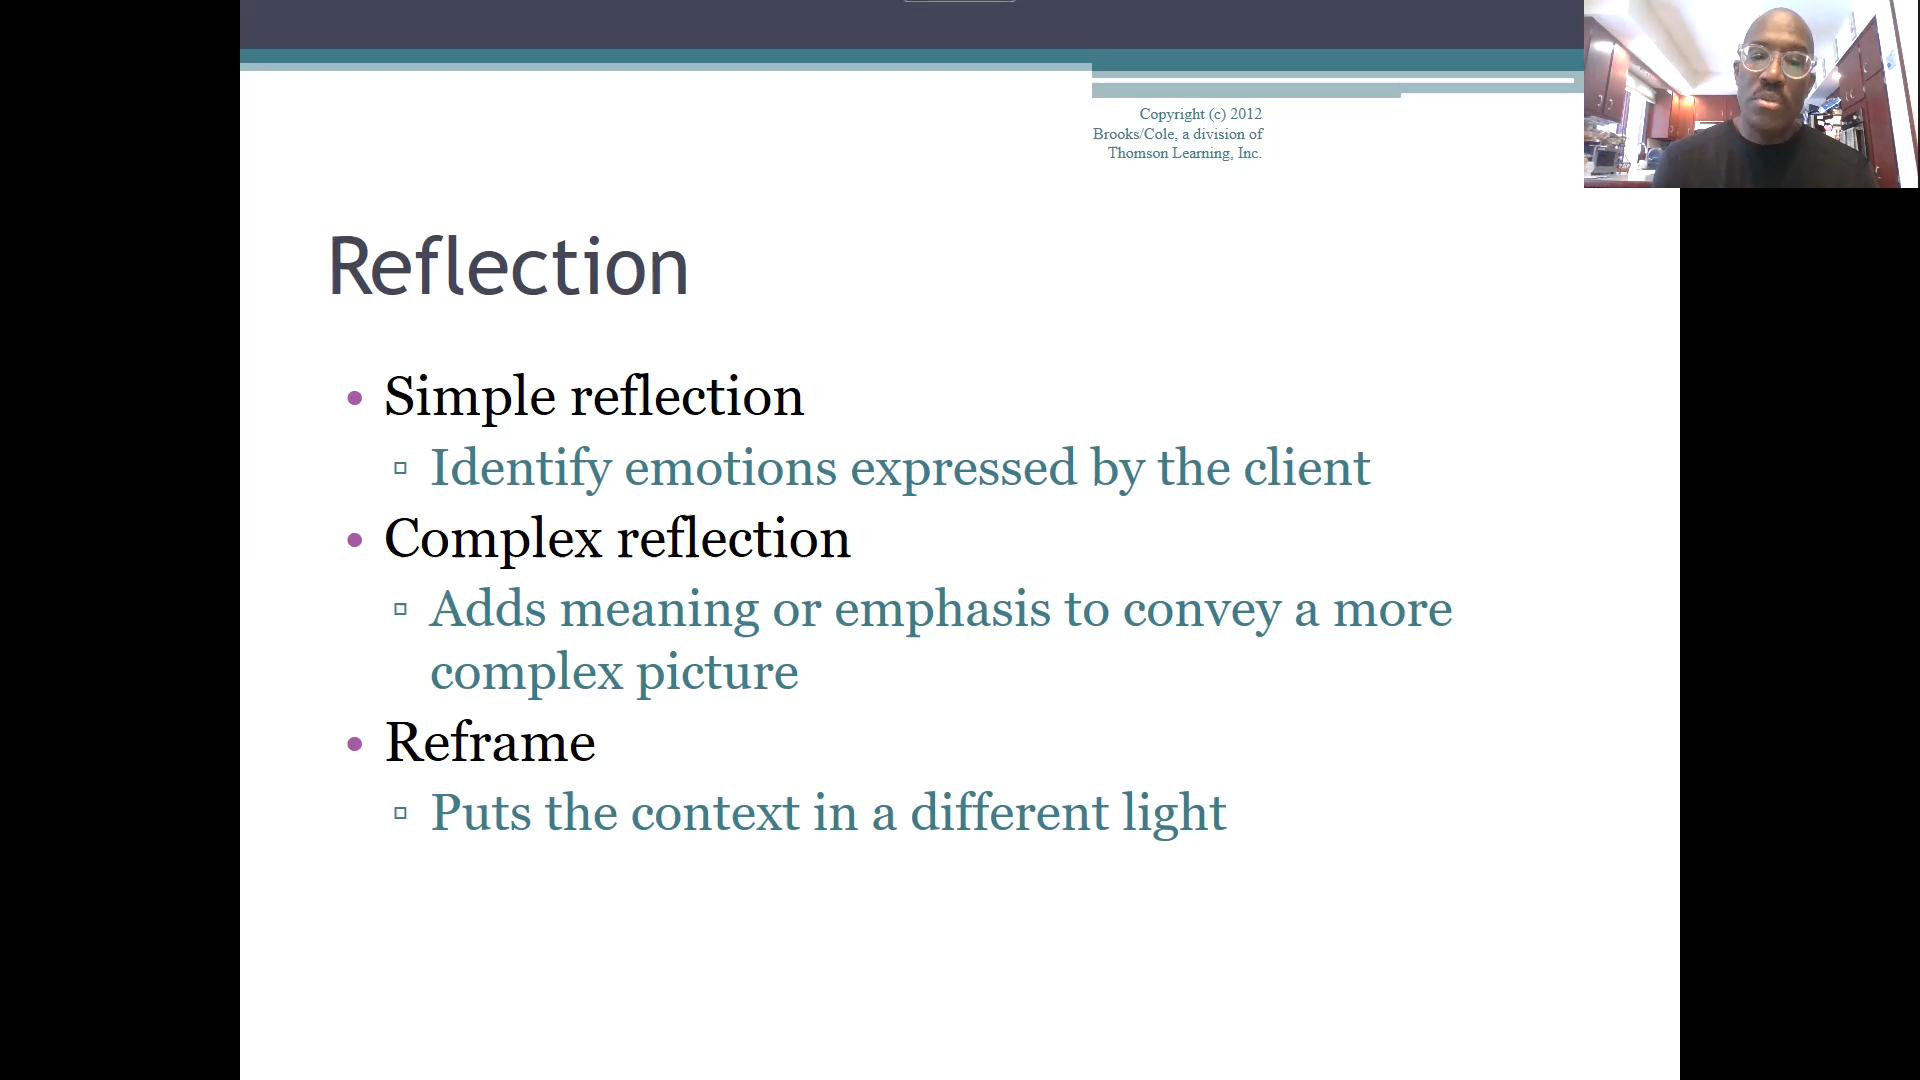 Copyright (c) 2012
Brooks/Cole, a division of
Thomson Learning, Inc.
Reflection
• Simple reflection
▫ Identify emotions expressed by the client
• Complex reflection
▫ Adds meaning or emphasis to convey a more
complex picture
• Reframe
▫ Puts the context in a different light